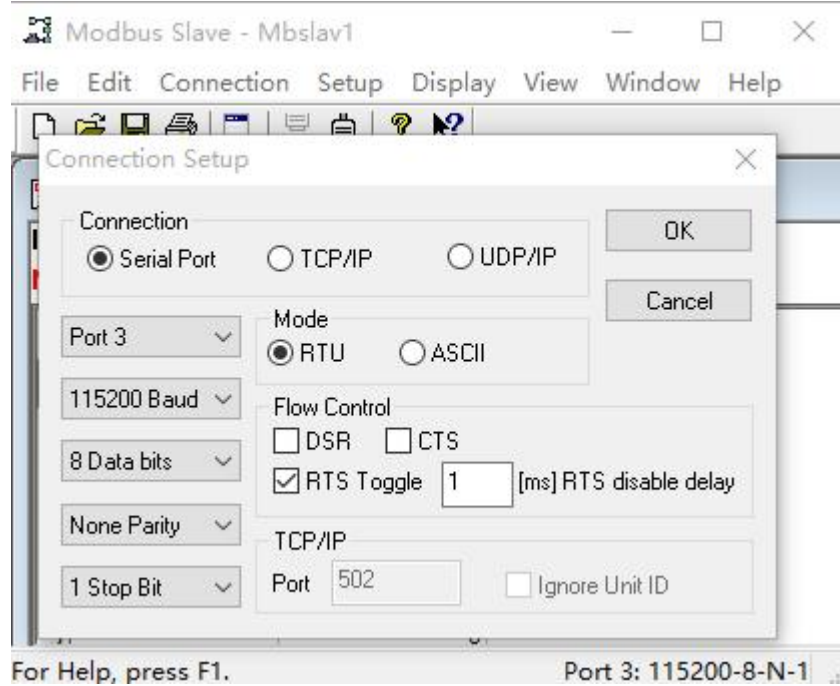 Modbus Slave - Mbslav1
File Edit Connection Setup Display View Window Help
Connection Setup
Connection
Serial Port TCP/IP UDP/IP
OK
Cancel
Port 3
115200 Baud
8 Data bits
None Parity
1 Stop Bit
Mode
RTU ASCII
Flow Control
DSR CTS
RTS Toggle 1 [ms] RTS disable delay
TCP/IP
Port 502 Ignore Unit ID
For Help, press F1. Port 3: 115200-8-N-1